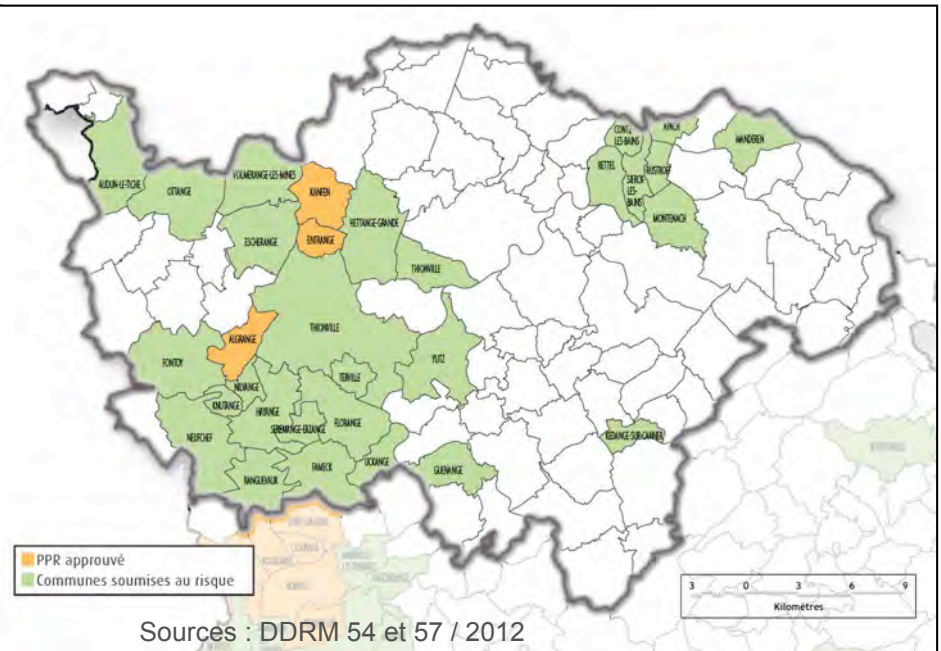 CONTZ
LES-BAINS
APACH
MANDEREN
RETTEL
RUSTROFF
SIERCK
LES-
BAINS
MONTENACH
AUDUN-LE-TICHE
OTTANGE
VOLMERANGE-LES-MINES
KANFEN
HETTANGE-GRANDE
ESCHERANGE
ENTRANGE
THIONVILLE
THIONVILLE
ALGRANGE
FONTOY
YUTZ
TERVILLE
NILVANGE
KNUTANGE
HAYANGE
SEREMANGE-ERZANGE
FLORANGE
NEUFCHEF
UCKANGE
FAMECK
RANGUEVAUX
GUENANGE
KEDANGE-SUR-CANNER
PPR approuvé
Communes soumises au risque
3 0 3 6 9
Kilomètres
Sources : DDRM 54 et 57 / 2012